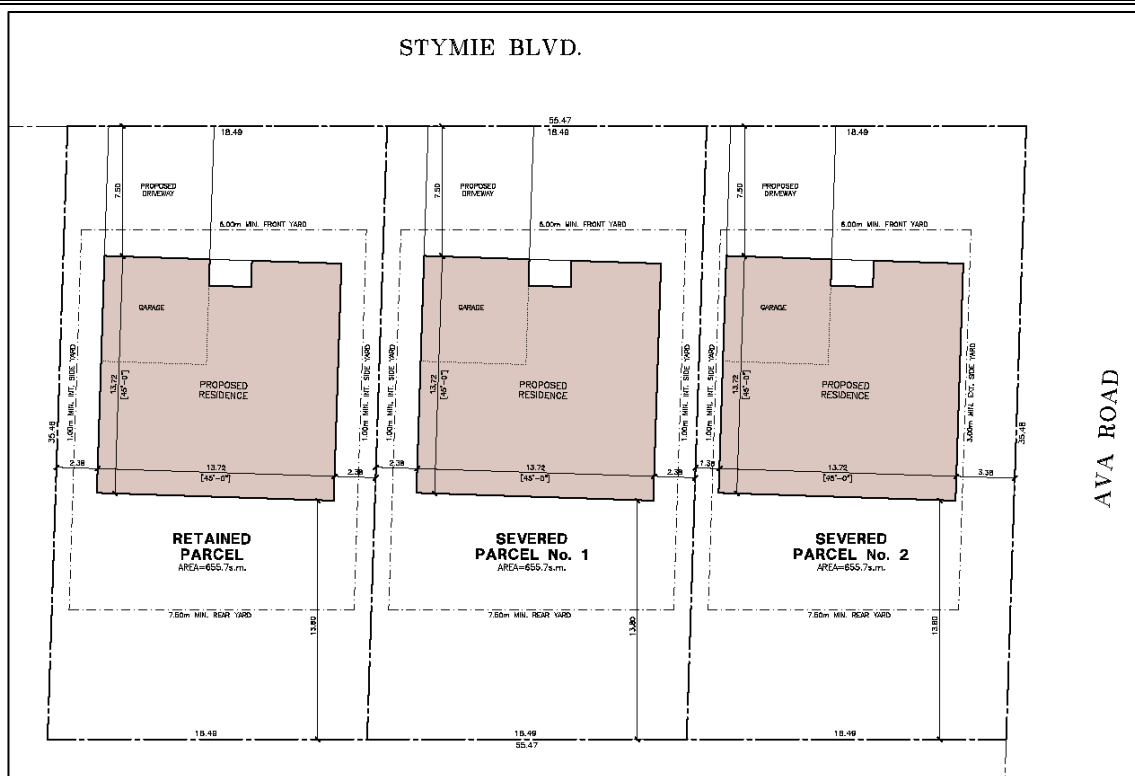 STYMIE BLVD.
55.47
18.49
18.49
18.49
7.50
PROPOSED
DRIVEWAY
7.50
PROPOSED
DRIVEWAY
7.50
PROPOSED
DRIVEWAY
6.00m MIN. FRONT YARD
6.00m MIN. FRONT YARD
6.00m MIN. FRONT YARD
GARAGE
GARAGE
GARAGE
35.48
1.00m MIN. INT. SIDE YARD
13.72
[45'-0"]
PROPOSED
RESIDENCE
1.00m MIN. INT. SIDE YARD
1.00m MIN. INT. SIDE YARD
13.72
[45'-0"]
PROPOSED
RESIDENCE
1.00m MIN. INT. SIDE YARD
1.00m MIN. INT. SIDE YARD
13.72
[45'-0"]
PROPOSED
RESIDENCE
3.00m MIN. EXT. SIDE YARD
35.48
AVA ROAD
2.38
13.72
[45'-0"]
2.38
2.38
13.72
[45'-0"]
2.38
1.38
13.72
[45'-0"]
3.38
RETAINED
PARCEL
AREA=655.7s.m.
SEVERED
PARCEL No. 1
AREA=655.7s.m.
SEVERED
PARCEL No. 2
AREA=655.7s.m.
7.50m MIN. REAR YARD
13.80
7.50m MIN. REAR YARD
13.80
7.50m MIN. REAR YARD
13.80
18.49
18.49
18.49
55.47